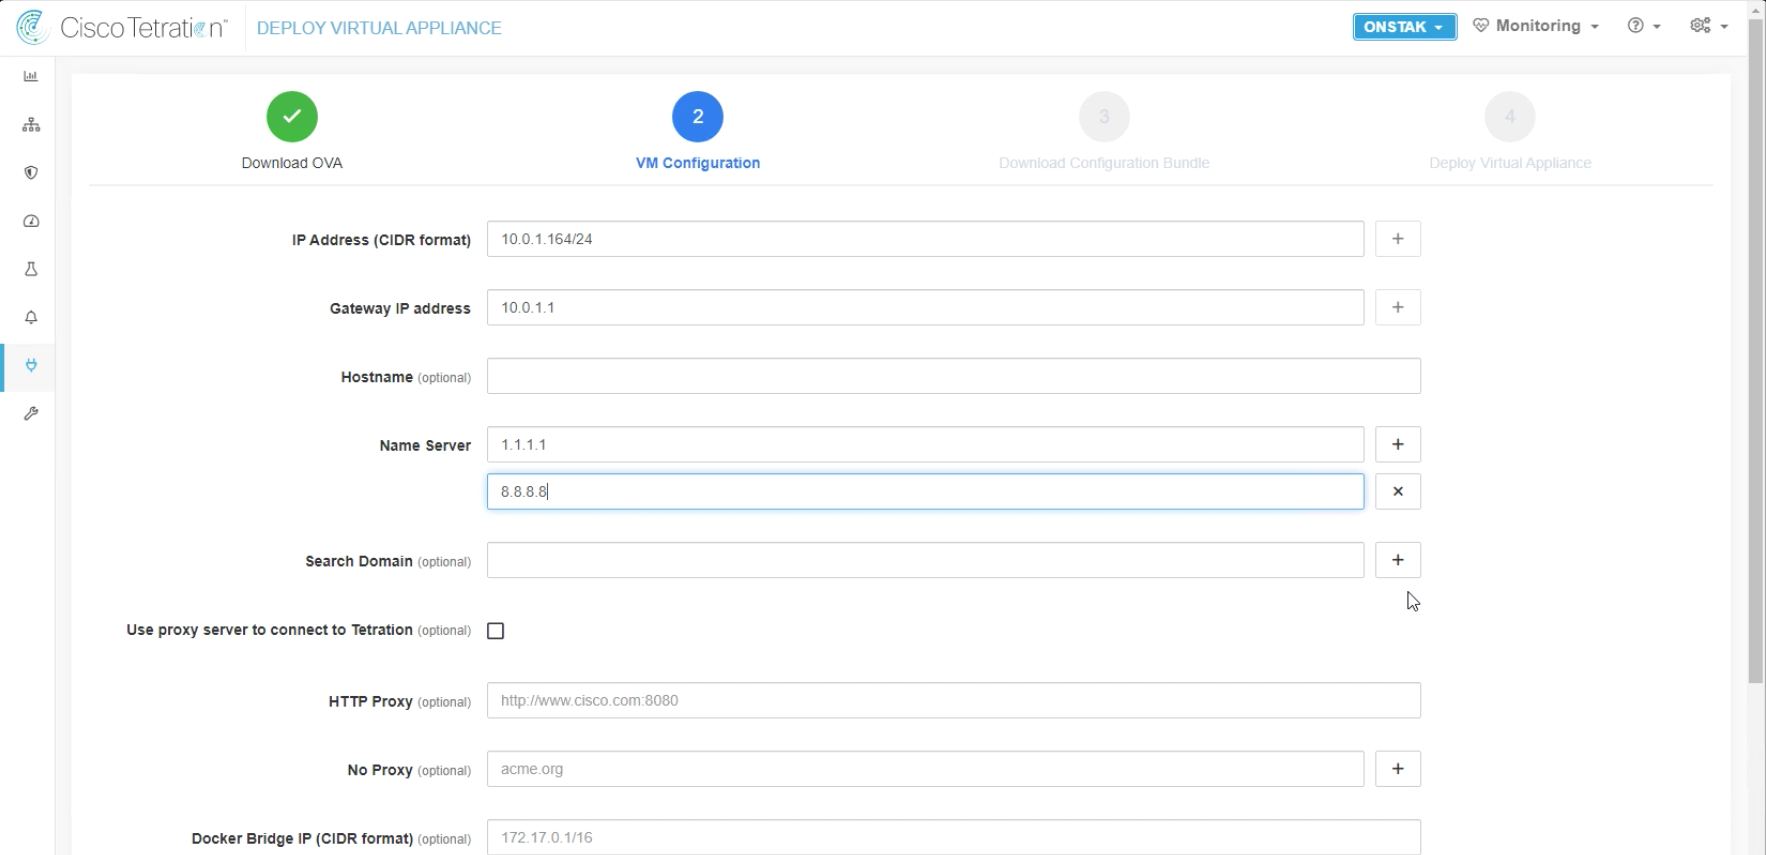 Cisco Tetration™ DEPLOY VIRTUAL APPLIANCE ONSTAK Monitoring
2 3 4
Download OVA VM Configuration Download Configuration Bundle Deploy Virtual Appliance
IP Address (CIDR format) 10.0.1.164/24 +
Gateway IP address 10.0.1.1 +
Hostname (optional)
Name Server 1.1.1.1 +
8.8.8.8 ×
Search Domain (optional) +
Use proxy server to connect to Tetration (optional)
HTTP Proxy (optional) http://www.cisco.com:8080
No Proxy (optional) acme.org +
Docker Bridge IP (CIDR format) (optional) 172.17.0.1/16